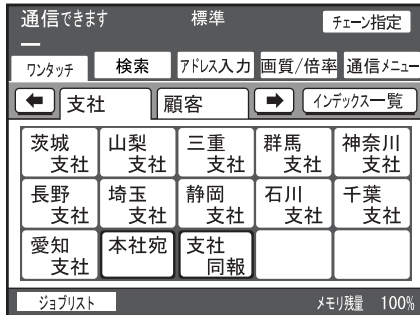 通信できます 標準 チェーン指定
ワンタッチ 検索 アドレス入力 画質/倍率 通信メニュー
支社 顧客 インデックス一覧
茨城 山梨 三重 群馬 神奈川
支社 支社 支社 支社 支社
長野 埼玉 静岡 石川 千葉
支社 支社 支社 支社 支社
愛知 本社宛 支社
支社 同報
ジョブリスト メモリ残量 100%